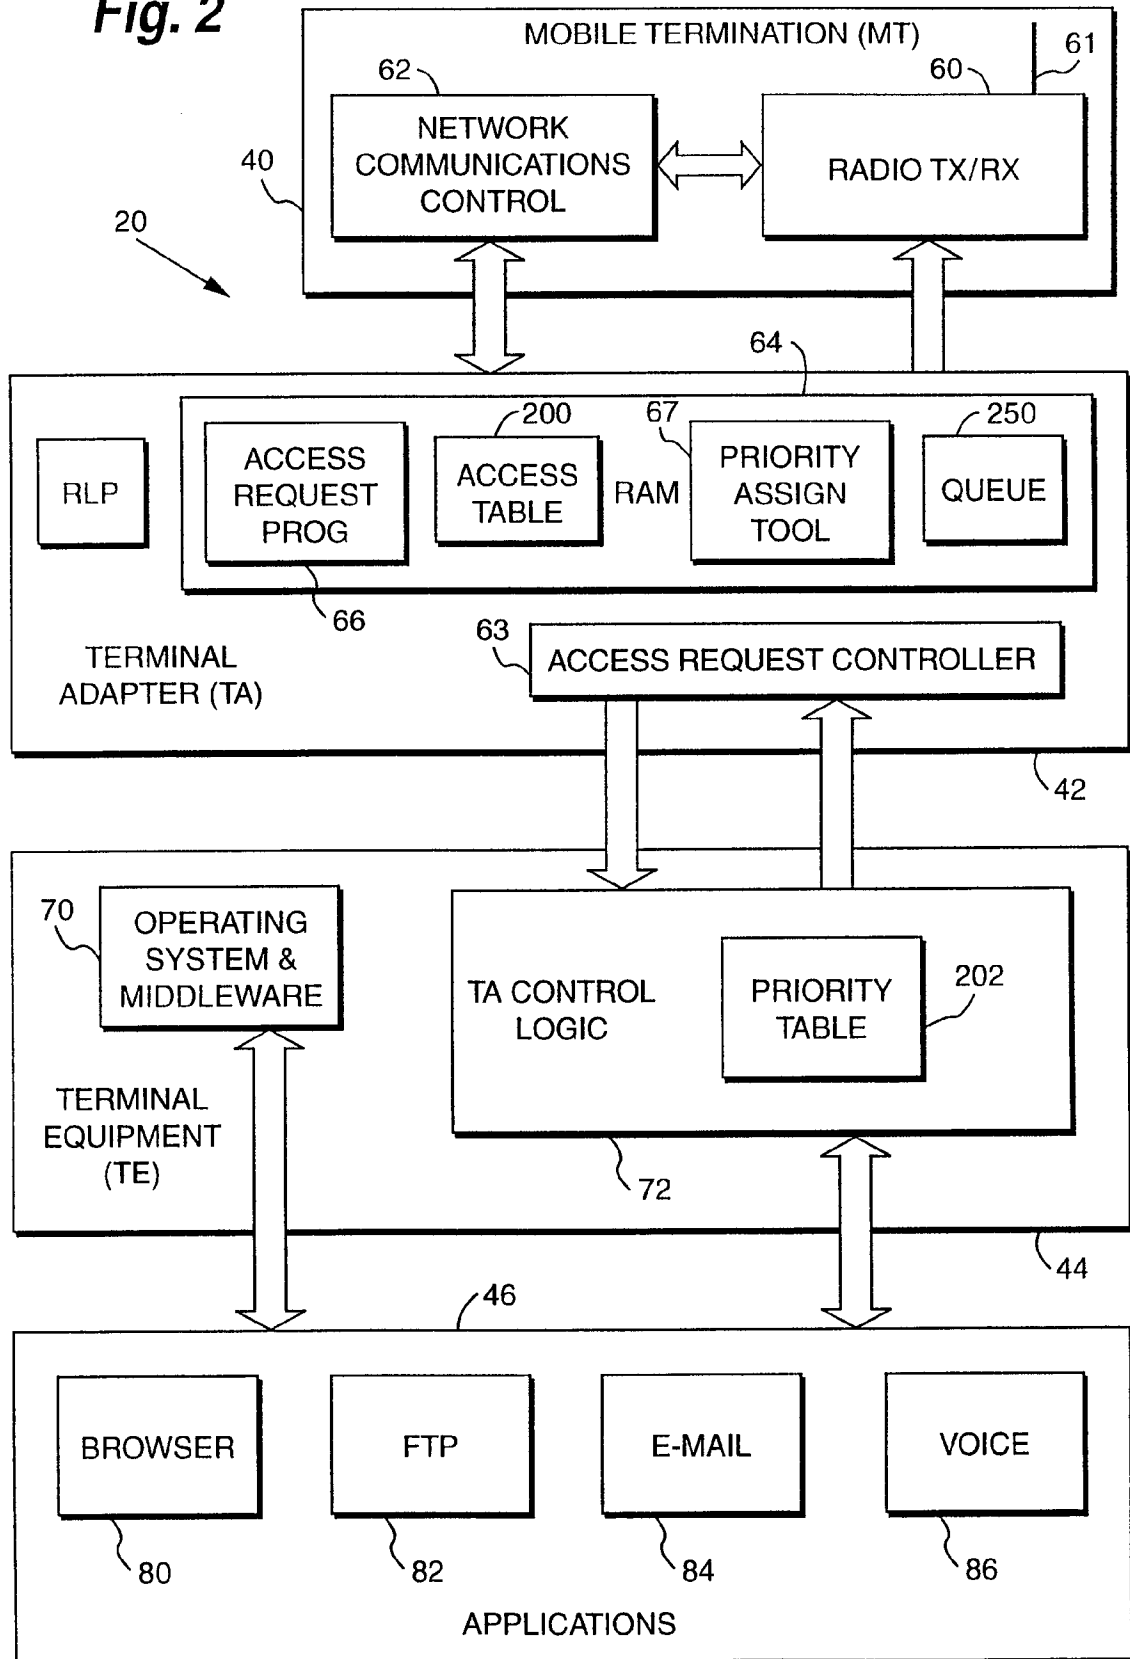 Fig. 2
MOBILE TERMINATION (MT)
61
62
60
NETWORK
COMMUNICATIONS
CONTROL
RADIO TX/RX
40
20
64
200
67
250
RLP
ACCESS
REQUEST
PROG
ACCESS
TABLE
RAM
PRIORITY
ASSIGN
TOOL
QUEUE
66
63
TERMINAL
ADAPTER (TA)
ACCESS REQUEST CONTROLLER
42
70
OPERATING
SYSTEM &
MIDDLEWARE
TA CONTROL
LOGIC
PRIORITY
TABLE
202
TERMINAL
EQUIPMENT
(TE)
72
44
46
BROWSER
FTP
E-MAIL
VOICE
80
82
84
86
APPLICATIONS